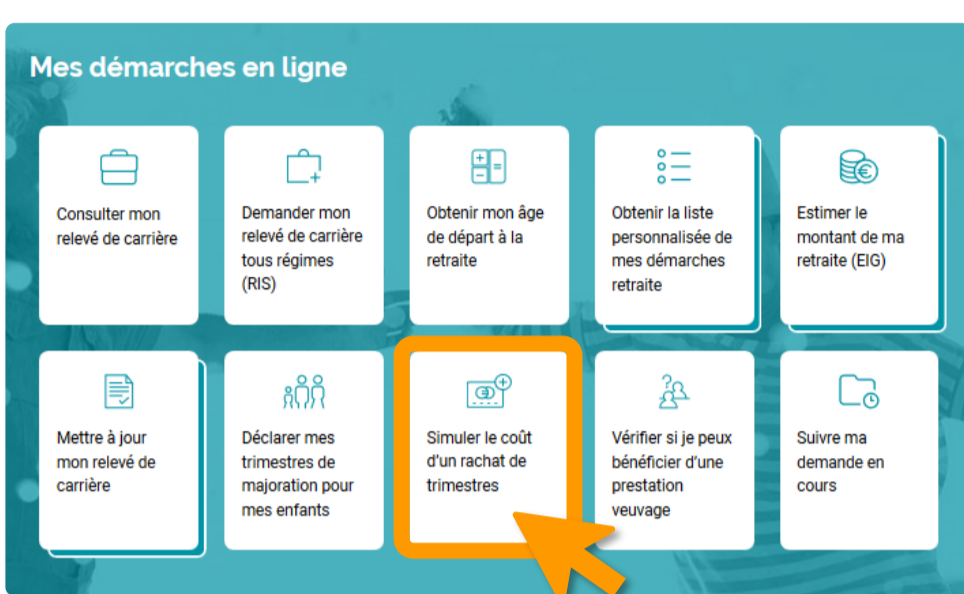 Mes démarches en ligne
Consulter mon
relevé de carrière
Demander mon
relevé de carrière
tous régimes
(RIS)
Obtenir mon âge
de départ à la
retraite
Obtenir la liste
personnalisée de
mes démarches
retraite
Estimer le
montant de ma
retraite (EIG)
Mettre à jour
mon relevé de
carrière
Déclarer mes
trimestres de
majoration pour
mes enfants
Simuler le coût
d'un rachat de
trimestres
Vérifier si je peux
bénéficier d'une
prestation
veuvage
Suivre ma
demande en
cours